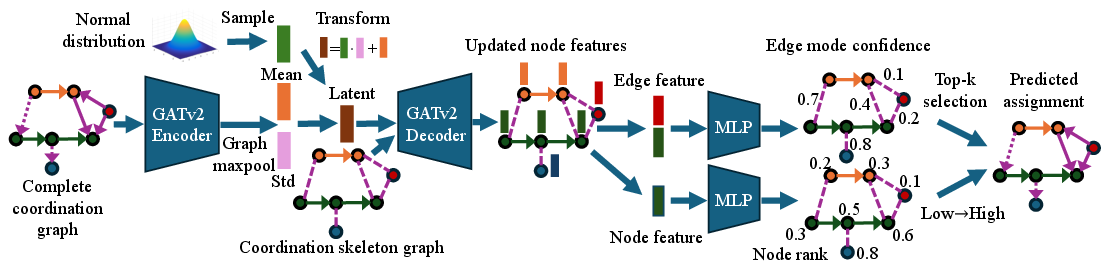 Normal
distribution
Sample
Transform
=·+
Mean
Latent
GATv2
Encoder
Graph
maxpool
Std
Complete
coordination
graph
Coordination skeleton graph
GATv2
Decoder
Updated node features
Edge feature
Node feature
MLP
MLP
Edge mode confidence
0.1
0.7
0.4
0.2
0.8
0.2
0.3
0.1
0.5
0.3
0.6
0.8
Node rank
Top-k
selection
Low→High
Predicted
assignment